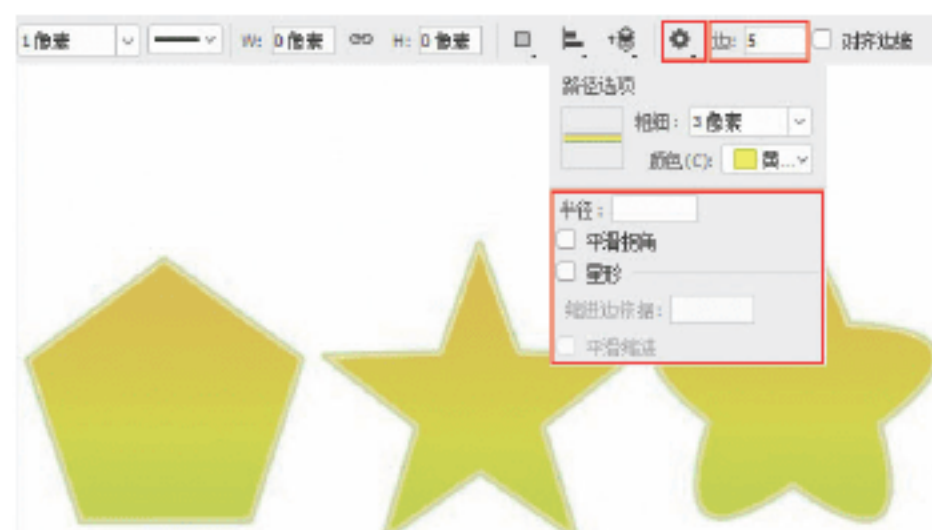 1像素 W: 0像素 H: 0像素 边: 5 对齐边缘
路径选项
粗细: 3像素
颜色(C): 黄...
半径:
平滑拐角
星形
缩进边依据:
平滑缩进